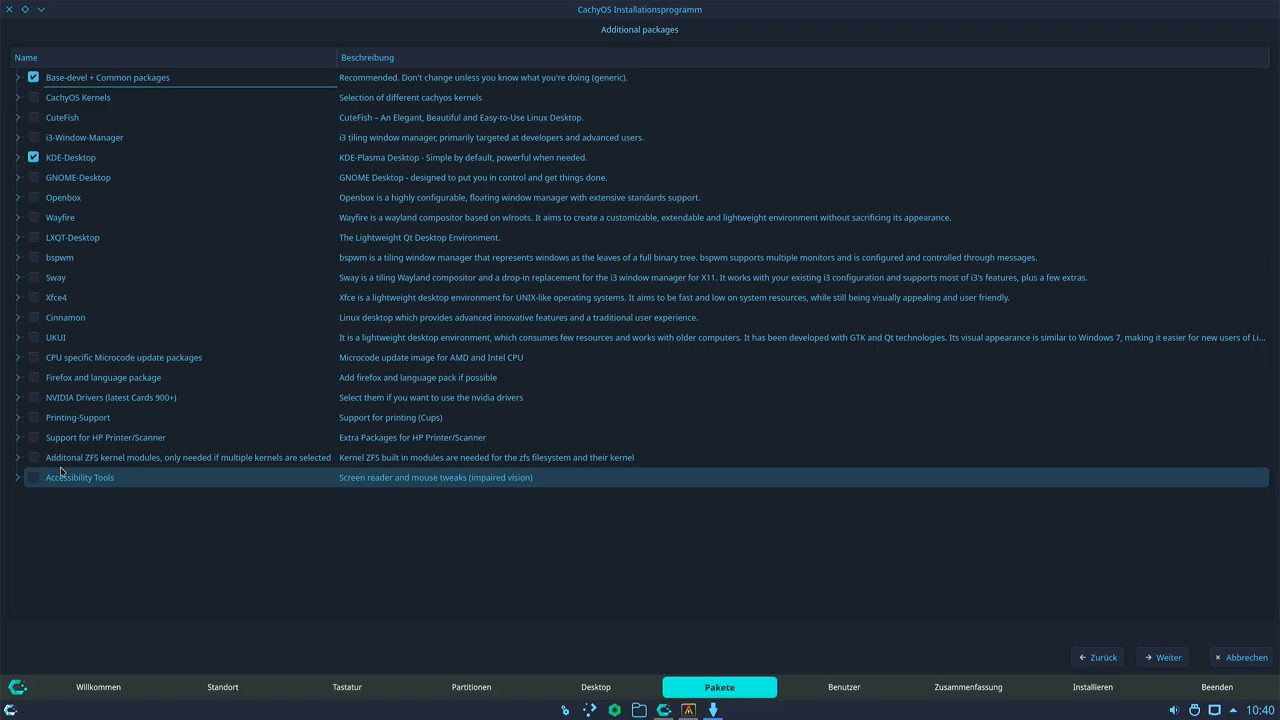 CachyOS Installationsprogramm
Additional packages
Name Beschreibung
Base-devel + Common packages Recommended. Don't change unless you know what you're doing (generic).
CachyOS Kernels Selection of different cachyos kernels
CuteFish CuteFish – An Elegant, Beautiful and Easy-to-Use Linux Desktop.
i3-Window-Manager i3 tiling window manager, primarily targeted at developers and advanced users.
KDE-Desktop KDE-Plasma Desktop - Simple by default, powerful when needed.
GNOME-Desktop GNOME Desktop - designed to put you in control and get things done.
Openbox Openbox is a highly configurable, floating window manager with extensive standards support.
Wayfire Wayfire is a wayland compositor based on wlroots. It aims to create a customizable, extendable and lightweight environment without sacrificing its appearance.
LXQT-Desktop The Lightweight Qt Desktop Environment.
bspwm bspwm is a tiling window manager that represents windows as the leaves of a full binary tree. bspwm supports multiple monitors and is configured and controlled through messages.
Sway Sway is a tiling Wayland compositor and a drop-in replacement for the i3 window manager for X11. It works with your existing i3 configuration and supports most of i3's features, plus a few extras.
Xfce4 Xfce is a lightweight desktop environment for UNIX-like operating systems. It aims to be fast and low on system resources, while still being visually appealing and user friendly.
Cinnamon Linux desktop which provides advanced innovative features and a traditional user experience.
UKUI It is a lightweight desktop environment, which consumes few resources and works with older computers. It has been developed with GTK and Qt technologies. Its visual appearance is similar to Windows 7, making it easier for new users of Li...
CPU specific Microcode update packages Microcode update image for AMD and Intel CPU
Firefox and language package Add firefox and language pack if possible
NVIDIA Drivers (latest Cards 900+) Select them if you want to use the nvidia drivers
Printing-Support Support for printing (Cups)
Support for HP Printer/Scanner Extra Packages for HP Printer/Scanner
Additonal ZFS kernel modules, only needed if multiple kernels are selected Kernel ZFS built in modules are needed for the zfs filesystem and their kernel
Accessibility Tools Screen reader and mouse tweaks (impaired vision)
Zurück Weiter Abbrechen
Willkommen Standort Tastatur Partitionen Desktop Pakete Benutzer Zusammenfassung Installieren Beenden
10:40